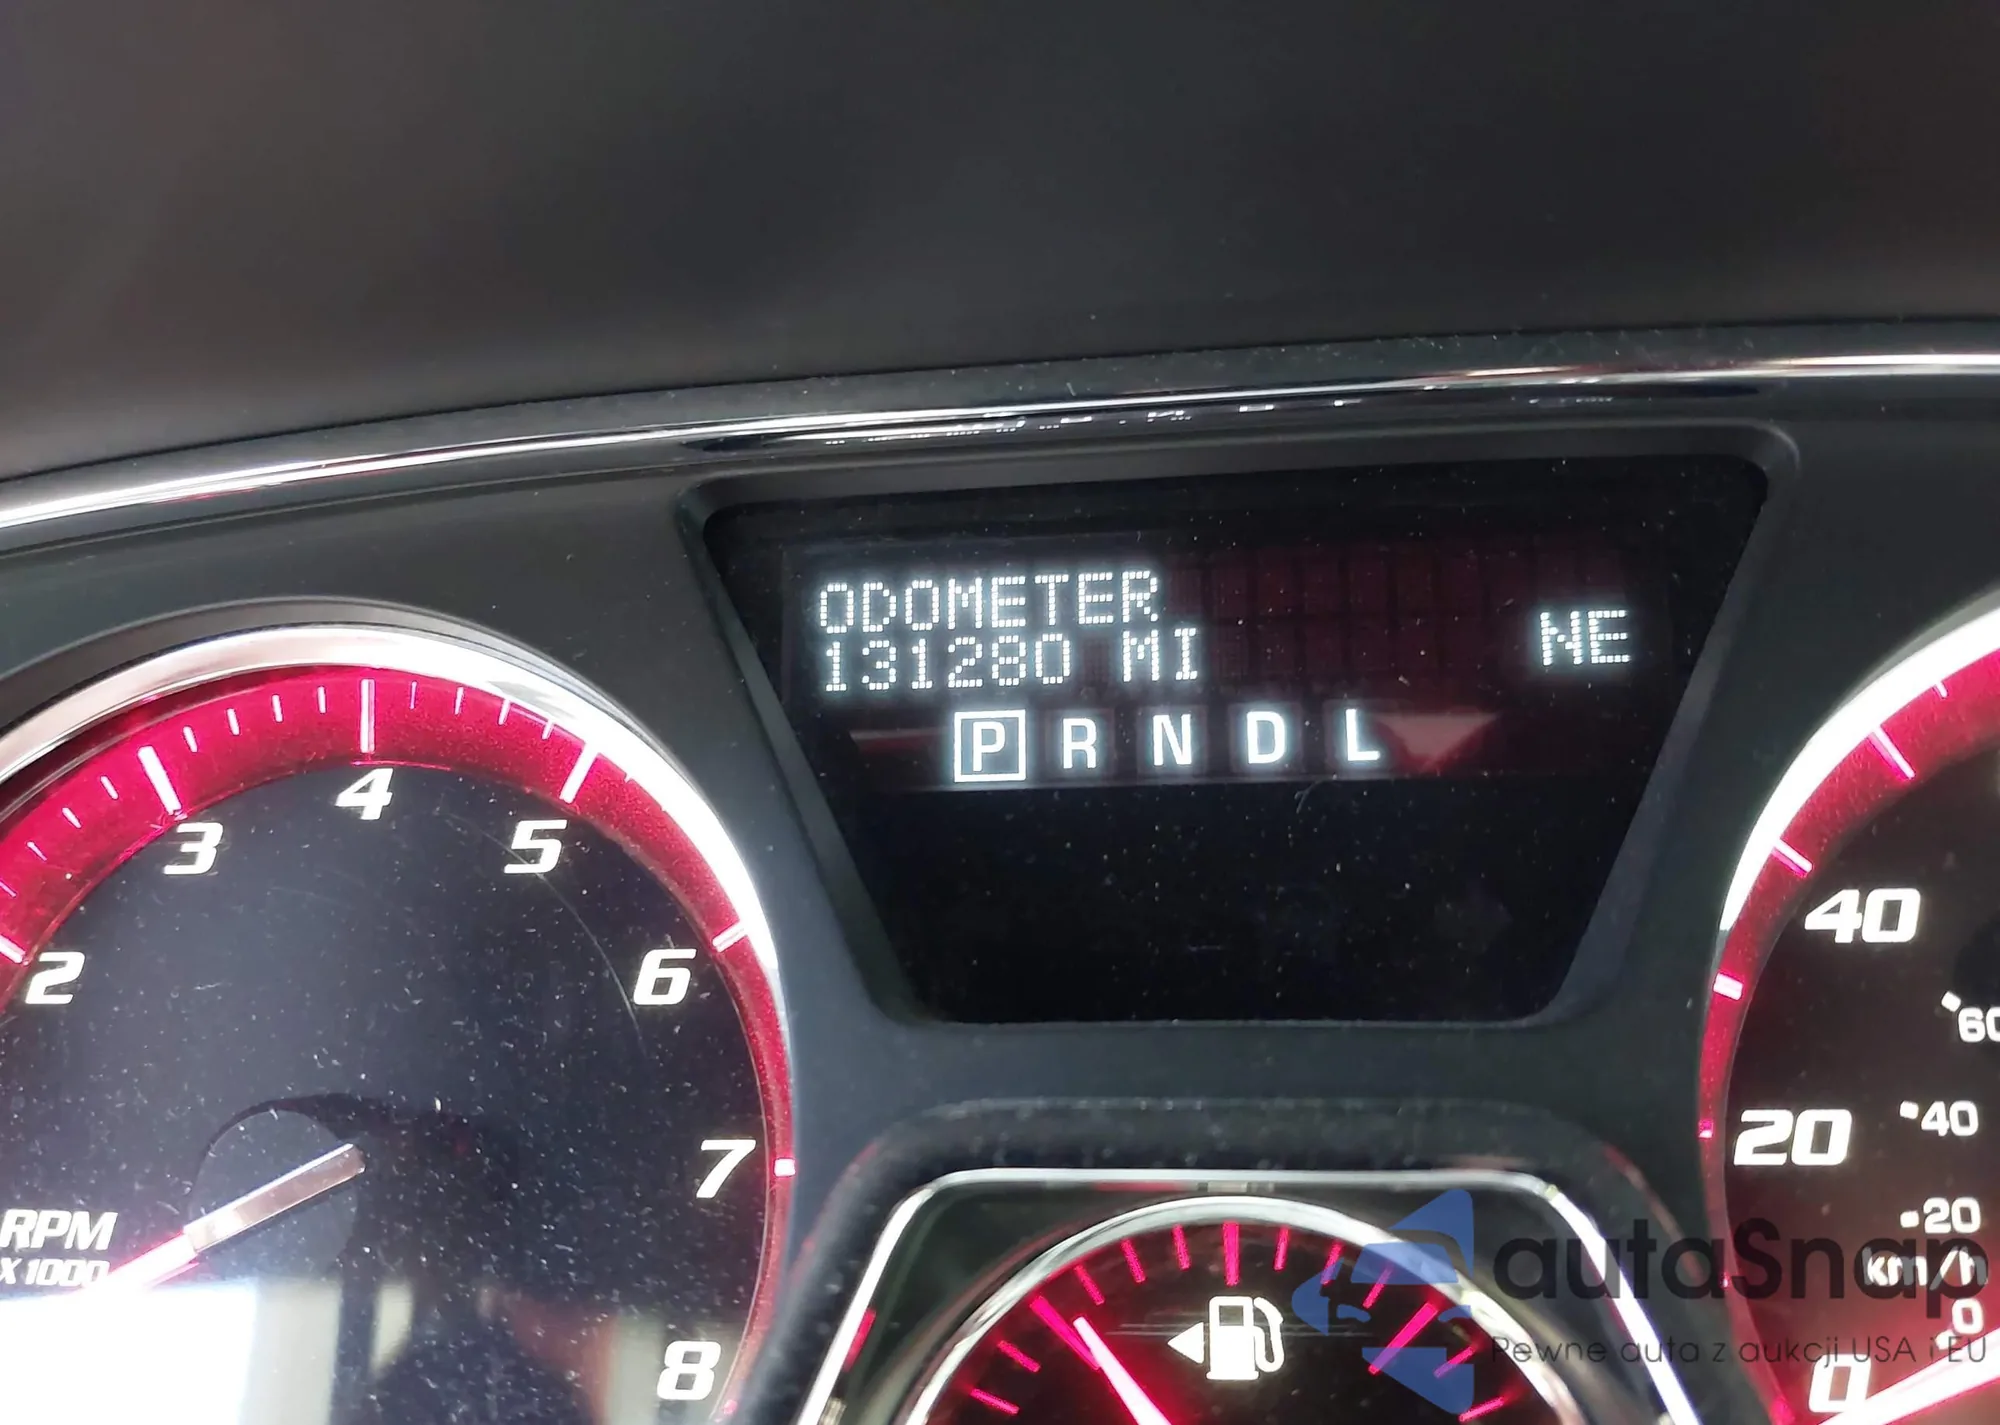 ODOMETER
131280 MI
NE
P R N D L
2
3
4
5
6
7
8
RPM
X 1000
40
20
0
60
40
20
km/h
0
autaSnap
Pewne auta z aukcji USA i EU